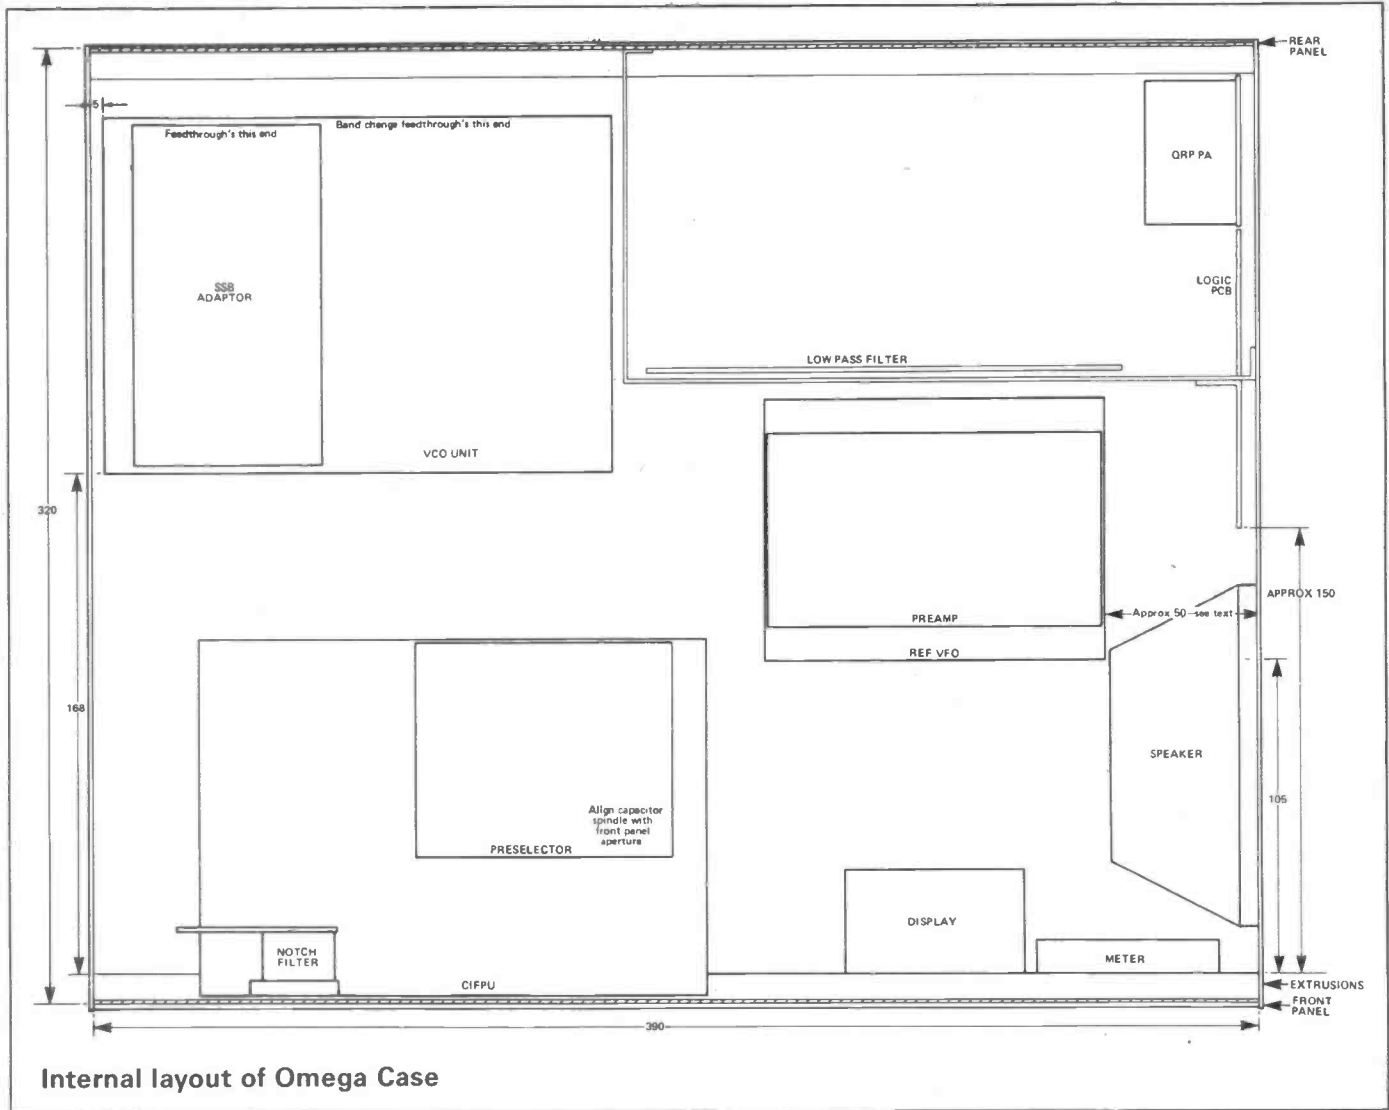 REAR
PANEL
5
Feedthrough's this end
Band change feedthrough's this end
QRP PA
SSB
ADAPTOR
LOGIC
PCB
LOW PASS FILTER
VCO UNIT
320
APPROX 150
Approx 50 see text
PREAMP
REF VFO
168
SPEAKER
105
Align capacitor
spindle with
front panel
aperture
PRESELECTOR
DISPLAY
NOTCH
FILTER
METER
CIFPU
EXTRUSIONS
FRONT
PANEL
390
Internal layout of Omega Case